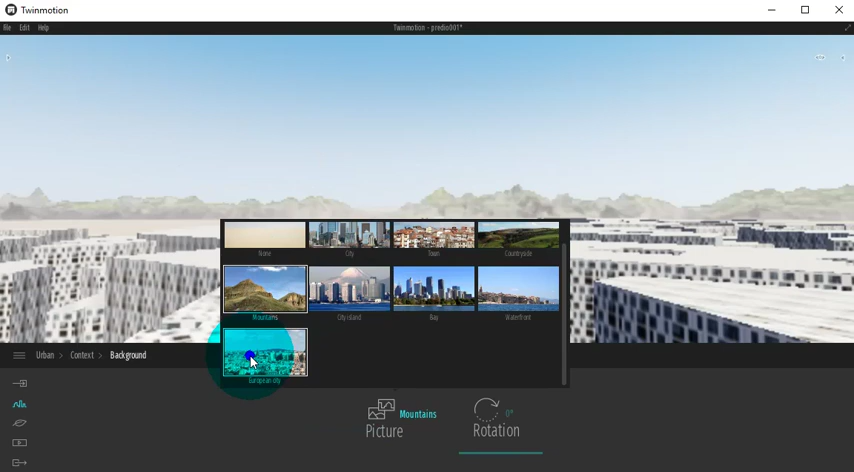 Twinmotion
File Edit Help
Twinmotion - predio001*
None City Town Countryside
Mountains City island Bay Waterfront
European city
Urban > Context > Background
Mountains
0°
Picture
Rotation